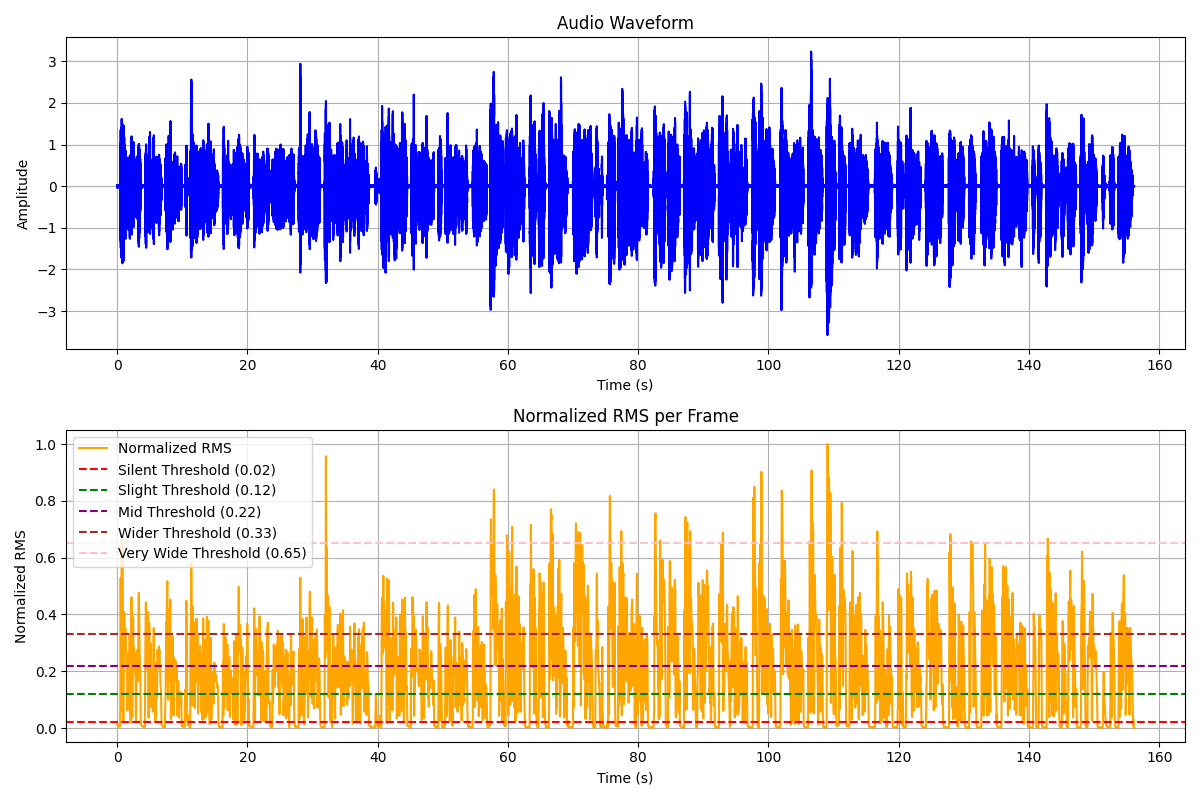 Audio Waveform
3
2
1
0
−1
−2
−3
Amplitude
0 20 40 60 80 100 120 140 160
Time (s)
Normalized RMS per Frame
1.0
0.8
0.6
0.4
0.2
0.0
Normalized RMS
Normalized RMS
Silent Threshold (0.02)
Slight Threshold (0.12)
Mid Threshold (0.22)
Wider Threshold (0.33)
Very Wide Threshold (0.65)
0 20 40 60 80 100 120 140 160
Time (s)